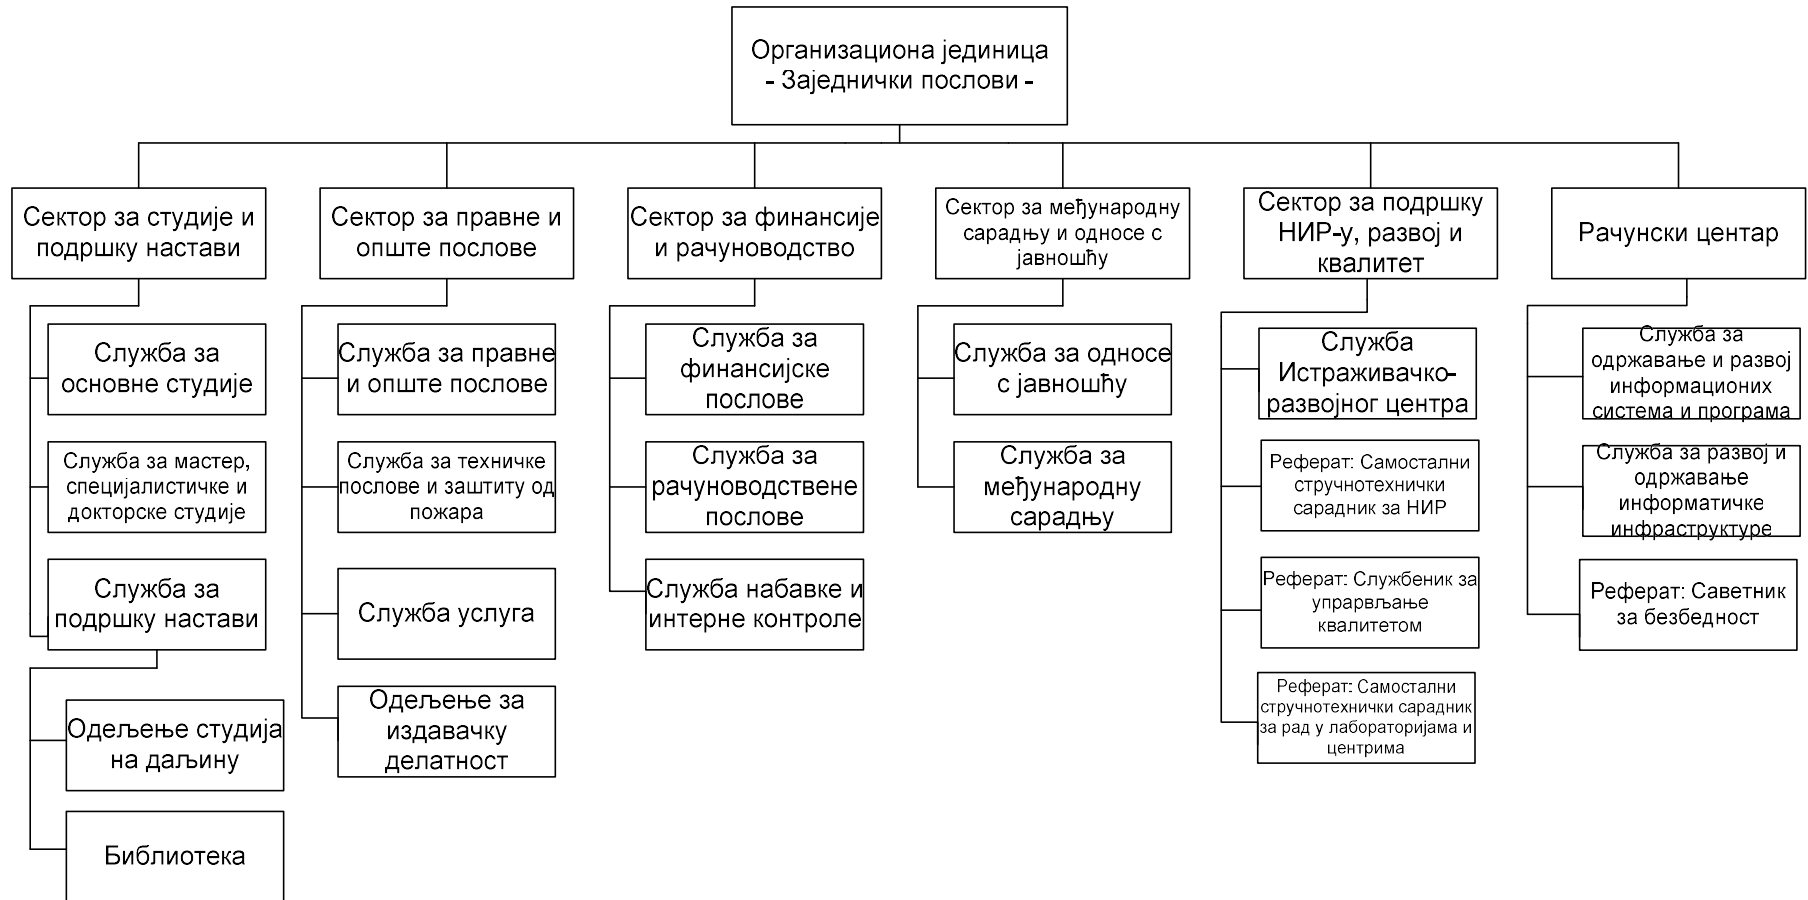 Организациона јединица
- Заједнички послови -
Сектор за студије и
подршку настави
Сектор за правне и
опште послове
Сектор за финансије
и рачуноводство
Сектор за међународну
сарадњу и односе с
јавношћу
Сектор за подршку
НИР-у, развој и
квалитет
Рачунски центар
Служба за
основне студије
Служба за мастер,
специјалистичке и
докторске студије
Служба за
подршку настави
Одељење студија
на даљину
Библиотека
Служба за правне
и опште послове
Служба за техничке
послове и заштиту од
пожара
Служба услуга
Одељење за
издавачку
делатност
Служба за
финансијске
послове
Служба за
рачуноводствене
послове
Служба набавке и
интерне контроле
Служба за односе
с јавношћу
Служба за
међународну
сарадњу
Служба
Истраживачко-
развојног центра
Реферат: Самостални
стручнотехнички
сарадник за НИР
Реферат: Службеник за
упрарвљање
квалитетом
Реферат: Самостални
стручнотехнички сарадник
за рад у лабораторијама и
центрима
Служба за
одржавање и развој
информационих
система и програма
Служба за развој и
одржавање
информатичке
инфраструктуре
Реферат: Саветник
за безбедност